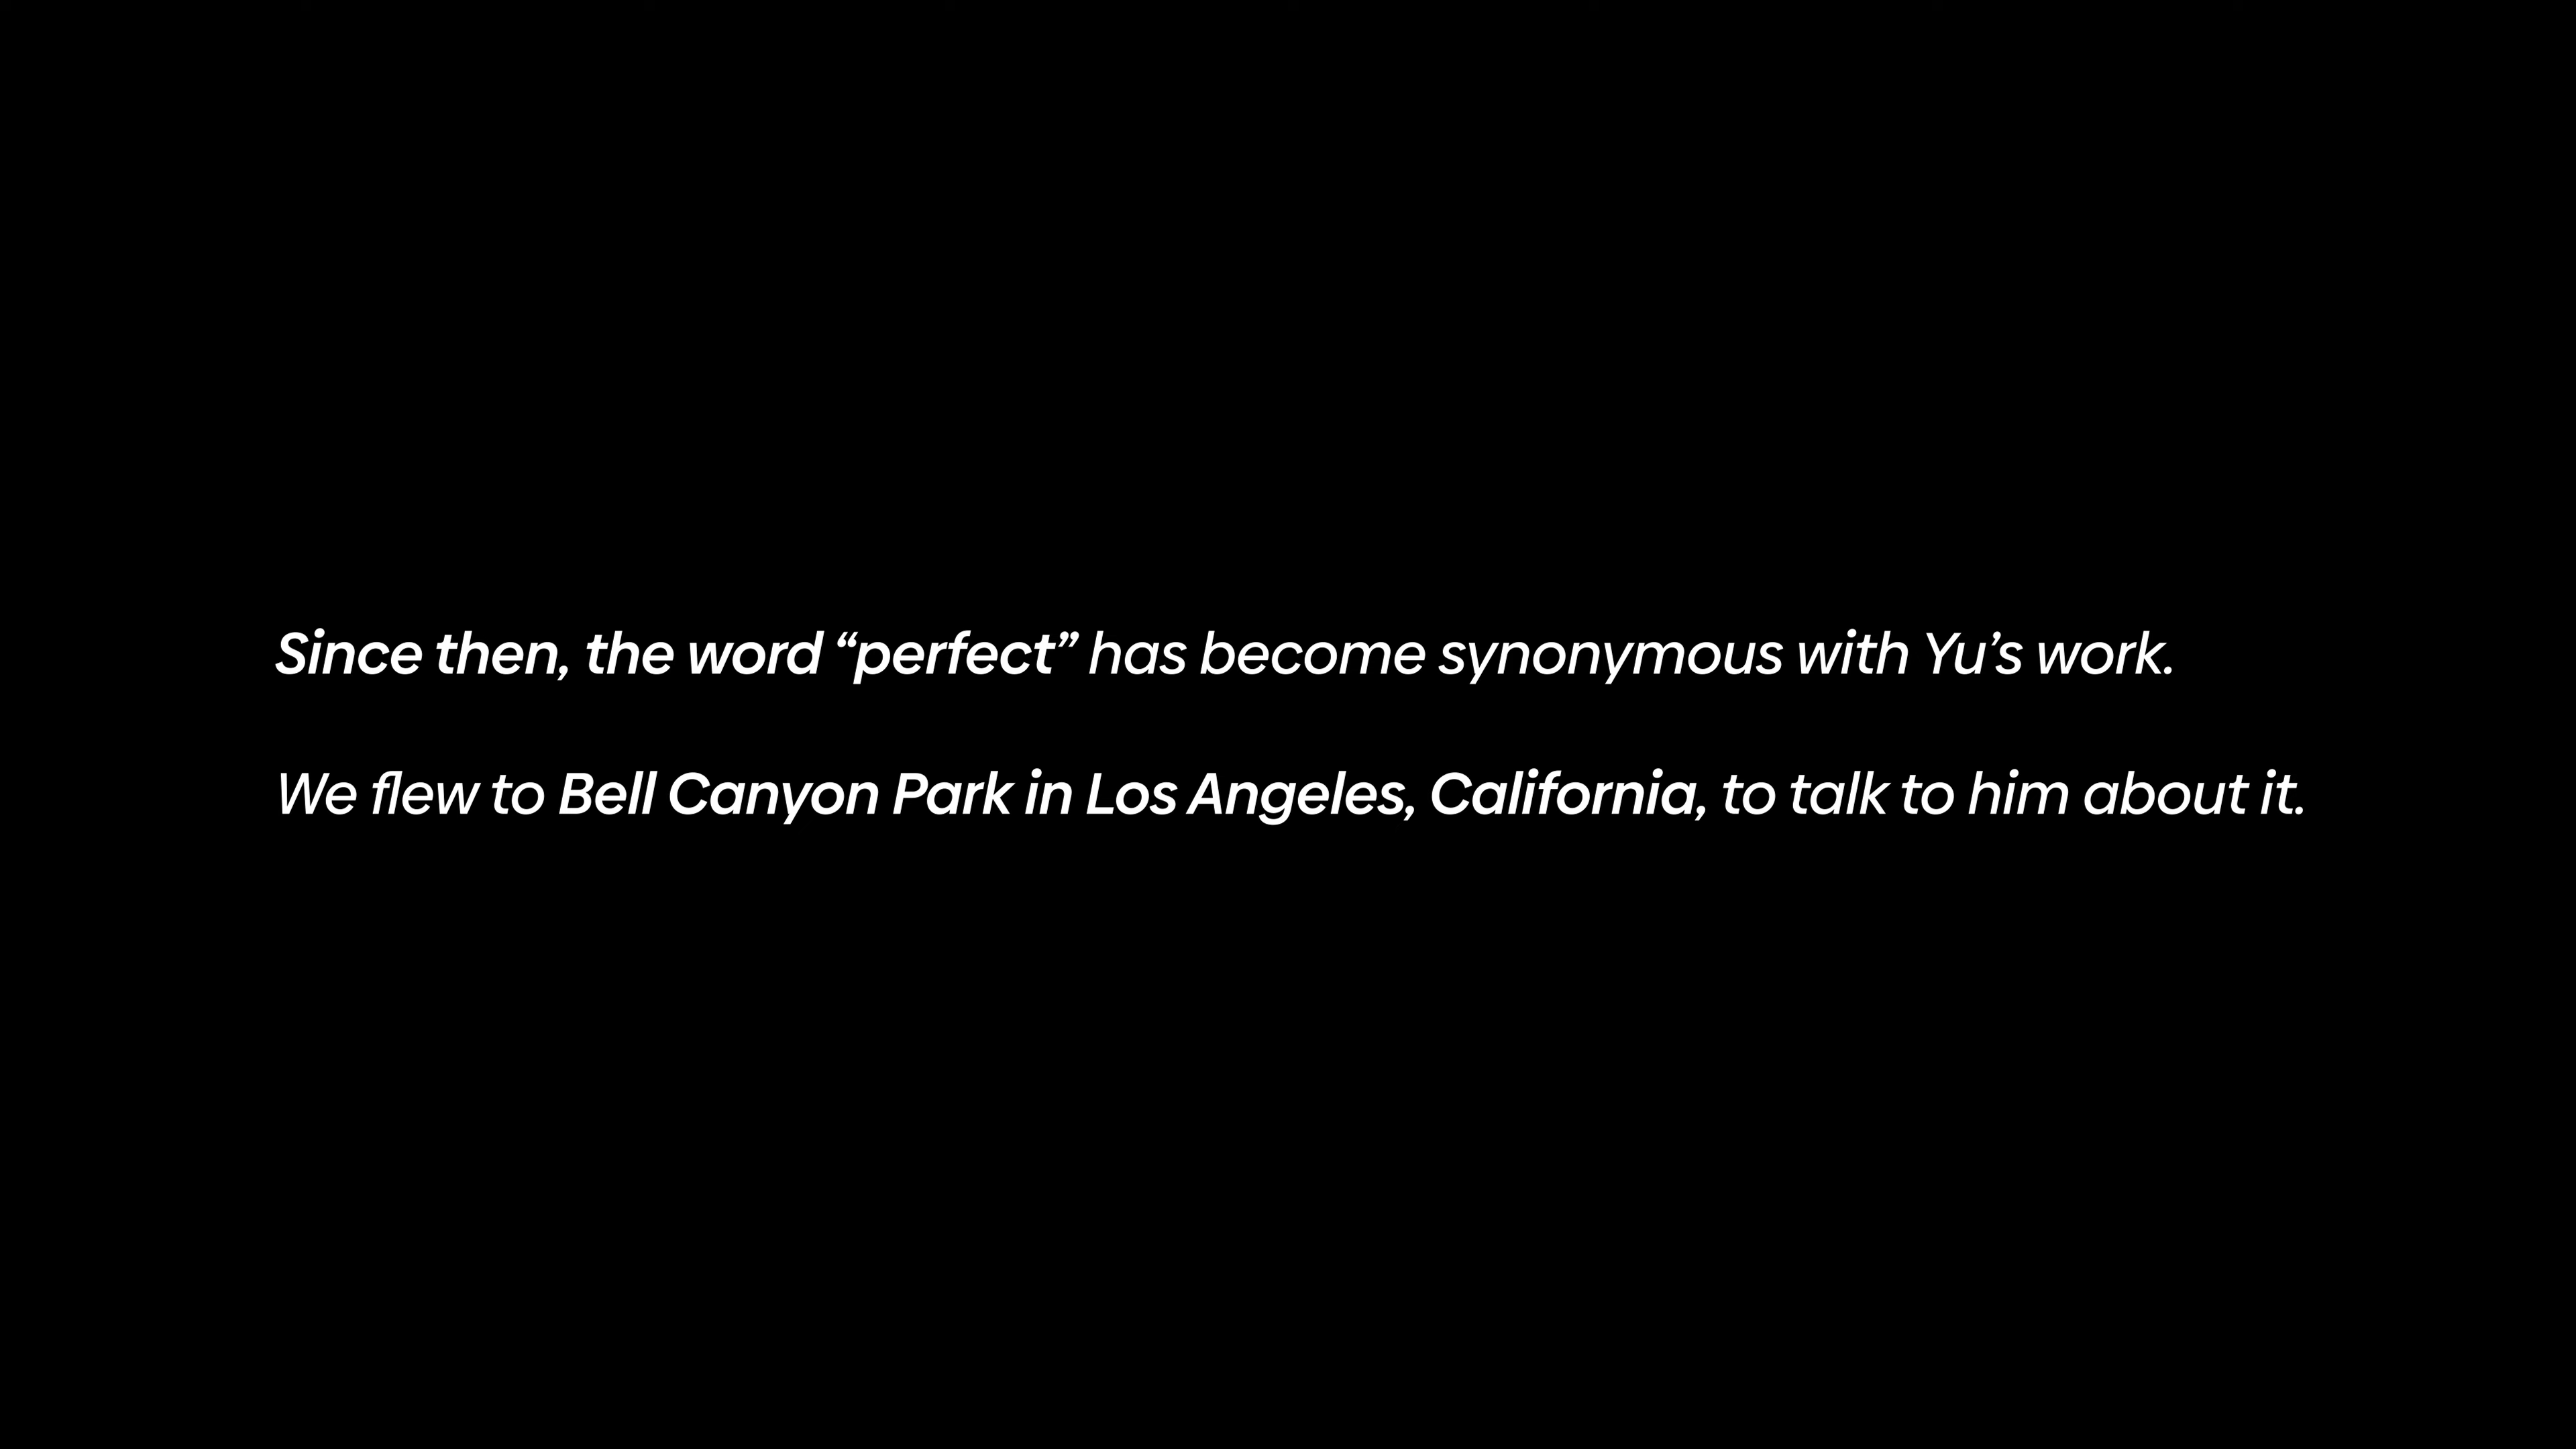 Since then, the word “perfect” has become synonymous with Yu’s work.
We flew to Bell Canyon Park in Los Angeles, California, to talk to him about it.